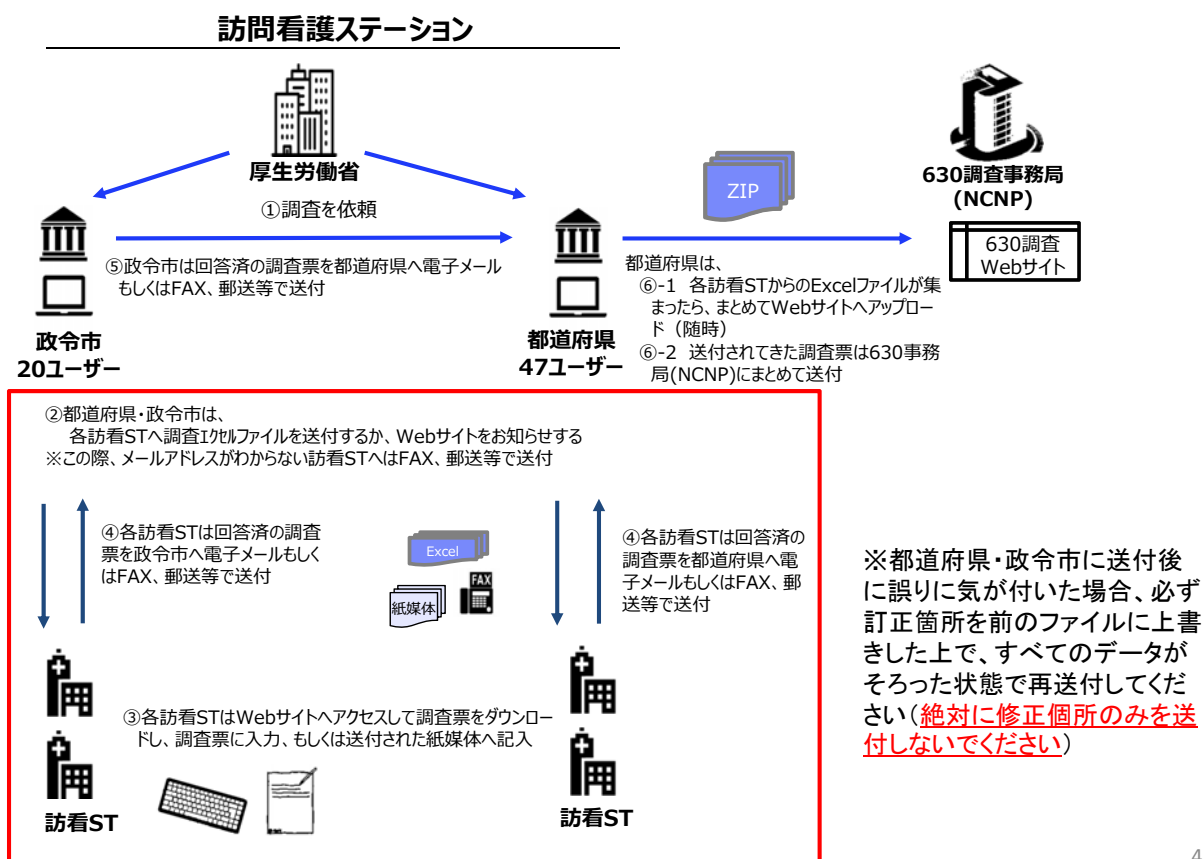 訪問看護ステーション
厚生労働省
①調査を依頼
ZIP
630調査事務局
(NCNP)
630調査
Webサイト
⑤政令市は回答済の調査票を都道府県へ電子メール
もしくはFAX、郵送等で送付
政令市
20ユーザー
都道府県
47ユーザー
都道府県は、
⑥-1 各訪看STからのExcelファイルが集
まったら、まとめてWebサイトへアップロー
ド（随時）
⑥-2 送付されてきた調査票は630事務
局(NCNP)にまとめて送付
②都道府県・政令市は、
各訪看STへ調査ｴｸｾﾙファイルを送付するか、Webサイトをお知らせする
※この際、メールアドレスがわからない訪看STへはFAX、郵送等で送付
④各訪看STは回答済の調査
票を政令市へ電子メールもしく
はFAX、郵送等で送付
Excel
FAX
紙媒体
④各訪看STは回答済の
調査票を都道府県へ電
子メールもしくはFAX、郵
送等で送付
③各訪看STはWebサイトへアクセスして調査票をダウンロー
ドし、調査票に入力、もしくは送付された紙媒体へ記入
訪看ST
訪看ST
※都道府県・政令市に送付後
に誤りに気が付いた場合、必ず
訂正箇所を前のファイルに上書
きした上で、すべてのデータが
そろった状態で再送付してくだ
さい（絶対に修正個所のみを送
付しないでください）
4